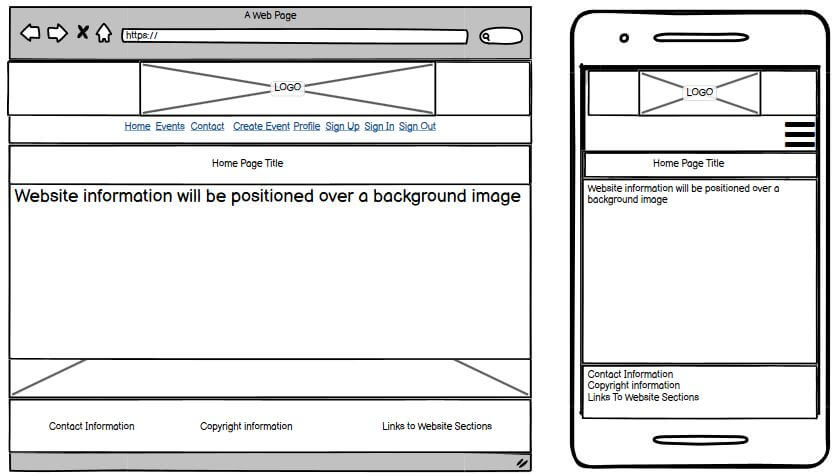 A Web Page
https://
LOGO
Home Events Contact Create Event Profile Sign Up Sign In Sign Out
Home Page Title
Website information will be positioned over a background image
Contact Information Copyright information Links to Website Sections
LOGO
Home Page Title
Website information will be positioned over a
background image
Contact Information
Copyright information
Links To Website Sections